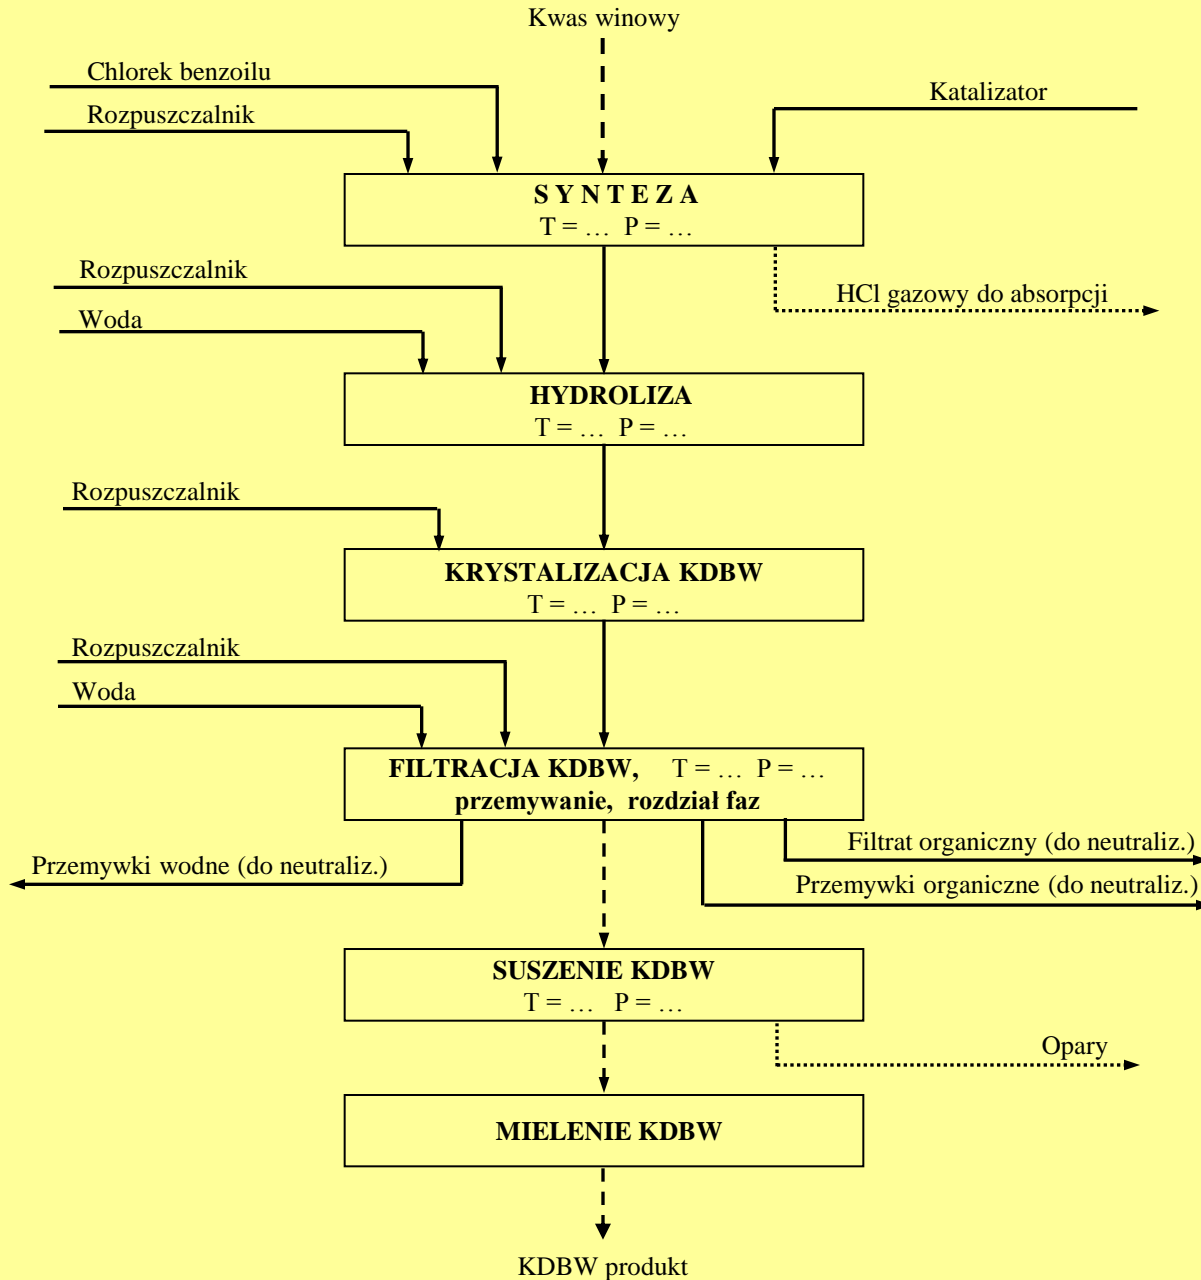 Kwas winowy
Chlorek benzoilu
Katalizator
Rozpuszczalnik
S Y N T E Z A
T = … P = …
Rozpuszczalnik
HCl gazowy do absorpcji
Woda
HYDROLIZA
T = … P = …
Rozpuszczalnik
KRYSTALIZACJA KDBW
T = … P = …
Rozpuszczalnik
Woda
FILTRACJA KDBW, T = … P = …
przemywanie, rozdział faz
Filtrat organiczny (do neutraliz.)
Przemywki wodne (do neutraliz.)
Przemywki organiczne (do neutraliz.)
SUSZENIE KDBW
T = … P = …
Opary
MIELENIE KDBW
KDBW produkt